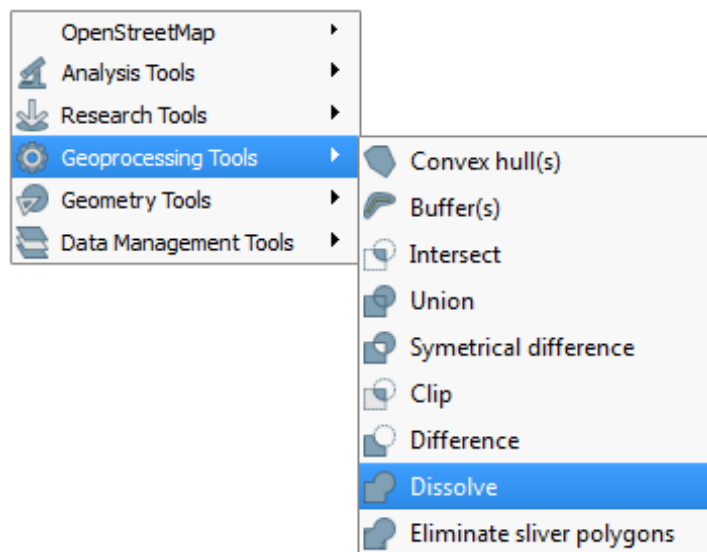 OpenStreetMap
Analysis Tools
Research Tools
Geoprocessing Tools
Geometry Tools
Data Management Tools
Convex hull(s)
Buffer(s)
Intersect
Union
Symetrical difference
Clip
Difference
Dissolve
Eliminate sliver polygons